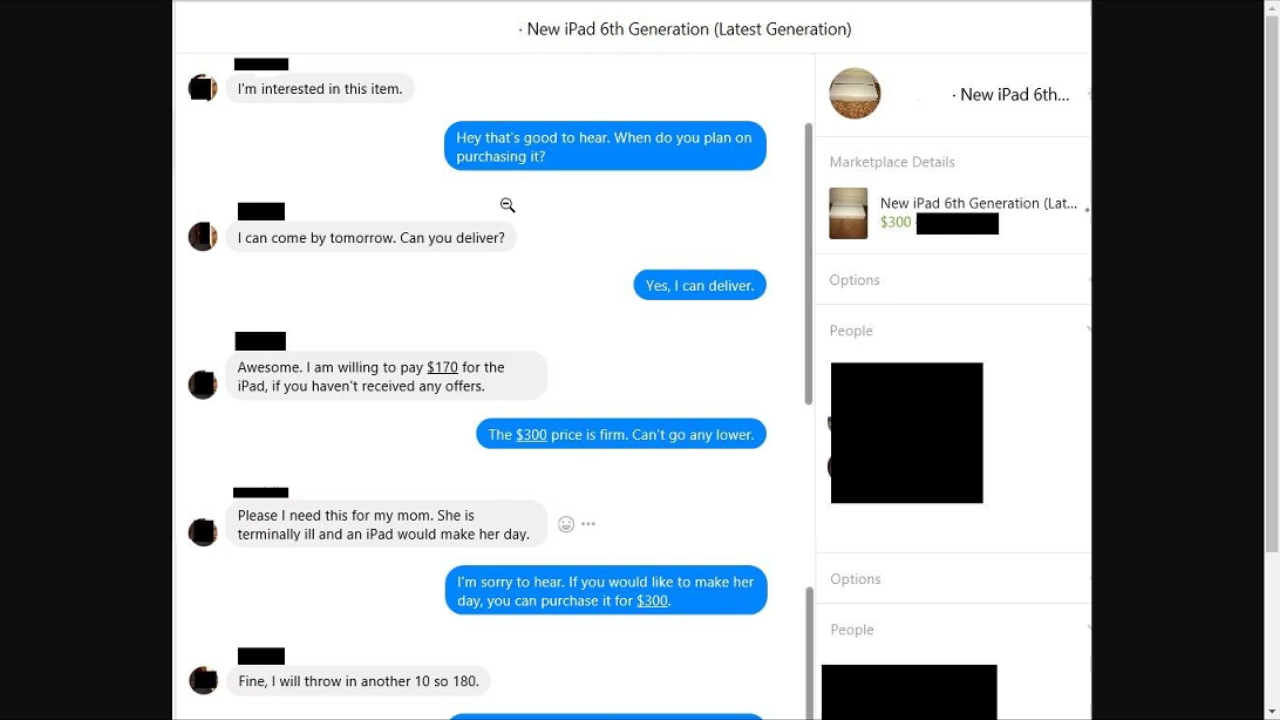 · New iPad 6th Generation (Latest Generation)
I'm interested in this item.
Hey that's good to hear. When do you plan on
purchasing it?
I can come by tomorrow. Can you deliver?
Yes, I can deliver.
Awesome. I am willing to pay $170 for the
iPad, if you haven't received any offers.
The $300 price is firm. Can't go any lower.
Please I need this for my mom. She is
terminally ill and an iPad would make her day.
I'm sorry to hear. If you would like to make her
day, you can purchase it for $300.
Fine, I will throw in another 10 so 180.
· New iPad 6th...
Marketplace Details
New iPad 6th Generation (Lat...
$300
Options
People
Options
People